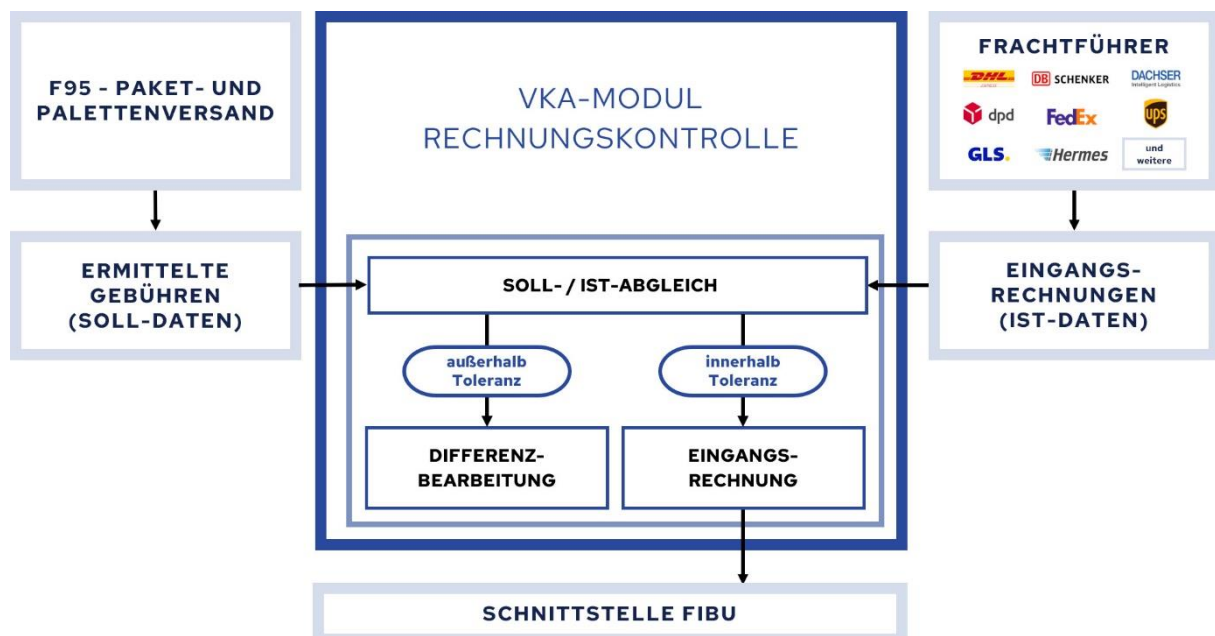 F95 - PAKET- UND
PALETTENVERSAND
ERMITTELTE
GEBÜHREN
(SOLL-DATEN)
VKA-MODUL
RECHNUNGSKONTROLLE
SOLL- / IST-ABGLEICH
außerhalb
Toleranz
innerhalb
Toleranz
DIFFERENZ-
BEARBEITUNG
EINGANGS-
RECHNUNG
FRACHTFÜHRER
DHL
DB SCHENKER
DACHSER
Intelligent Logistics
dpd
FedEx
ups
GLS.
Hermes
und
weitere
EINGANGS-
RECHNUNGEN
(IST-DATEN)
SCHNITTSTELLE FIBU